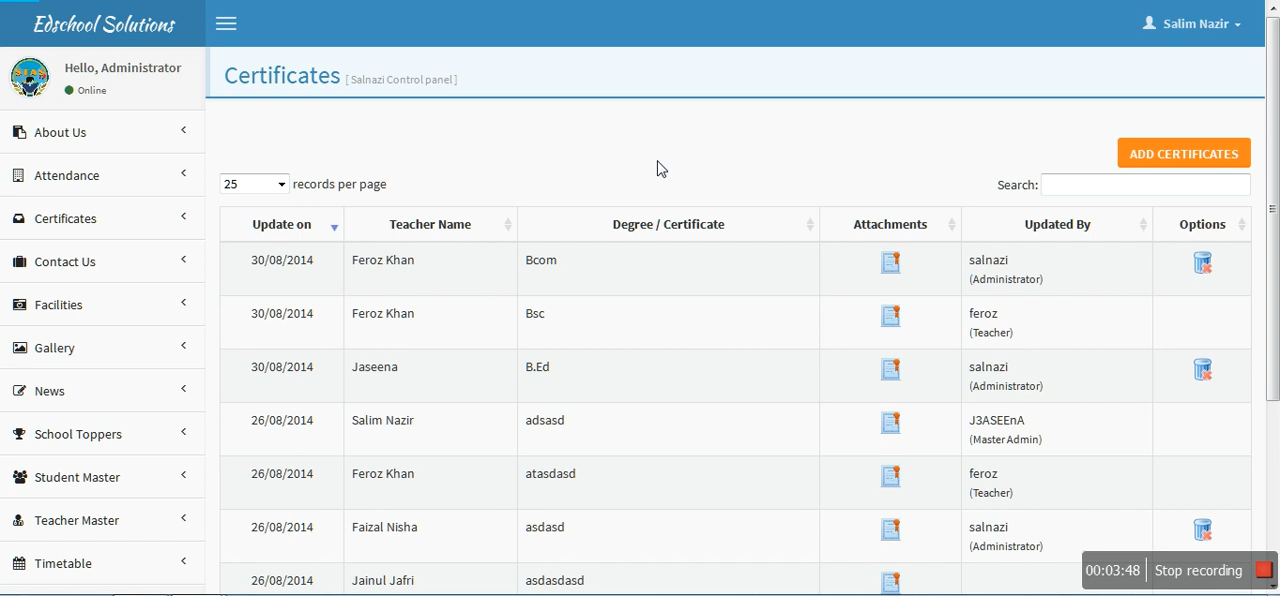 Edschool Solutions
Salim Nazir
Hello, Administrator
Online
Certificates [ Salnazi Control panel ]
About Us
Attendance
Certificates
Contact Us
Facilities
Gallery
News
School Toppers
Student Master
Teacher Master
Timetable
ADD CERTIFICATES
25 records per page
Search:
Update on Teacher Name Degree / Certificate Attachments Updated By Options
30/08/2014 Feroz Khan Bcom salnazi
(Administrator)
30/08/2014 Feroz Khan Bsc feroz
(Teacher)
30/08/2014 Jaseena B.Ed salnazi
(Administrator)
26/08/2014 Salim Nazir adsasd J3ASEEnA
(Master Admin)
26/08/2014 Feroz Khan atasdasd feroz
(Teacher)
26/08/2014 Faizal Nisha asdasd salnazi
(Administrator)
26/08/2014 Jainul Jafri asdasdasd
00:03:48 Stop recording